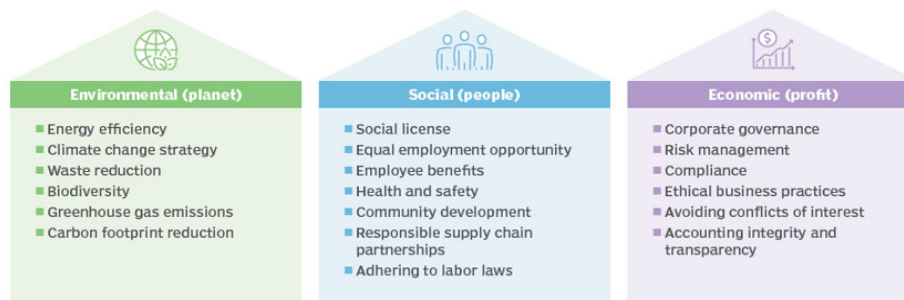 $
Environmental (planet)
Energy efficiency
Climate change strategy
Waste reduction
Biodiversity
Greenhouse gas emissions
Carbon footprint reduction
Social (people)
Social license
Equal employment opportunity
Employee benefits
Health and safety
Community development
Responsible supply chain
partnerships
Adhering to labor laws
Economic (profit)
Corporate governance
Risk management
Compliance
Ethical business practices
Avoiding conflicts of interest
Accounting integrity and
transparency